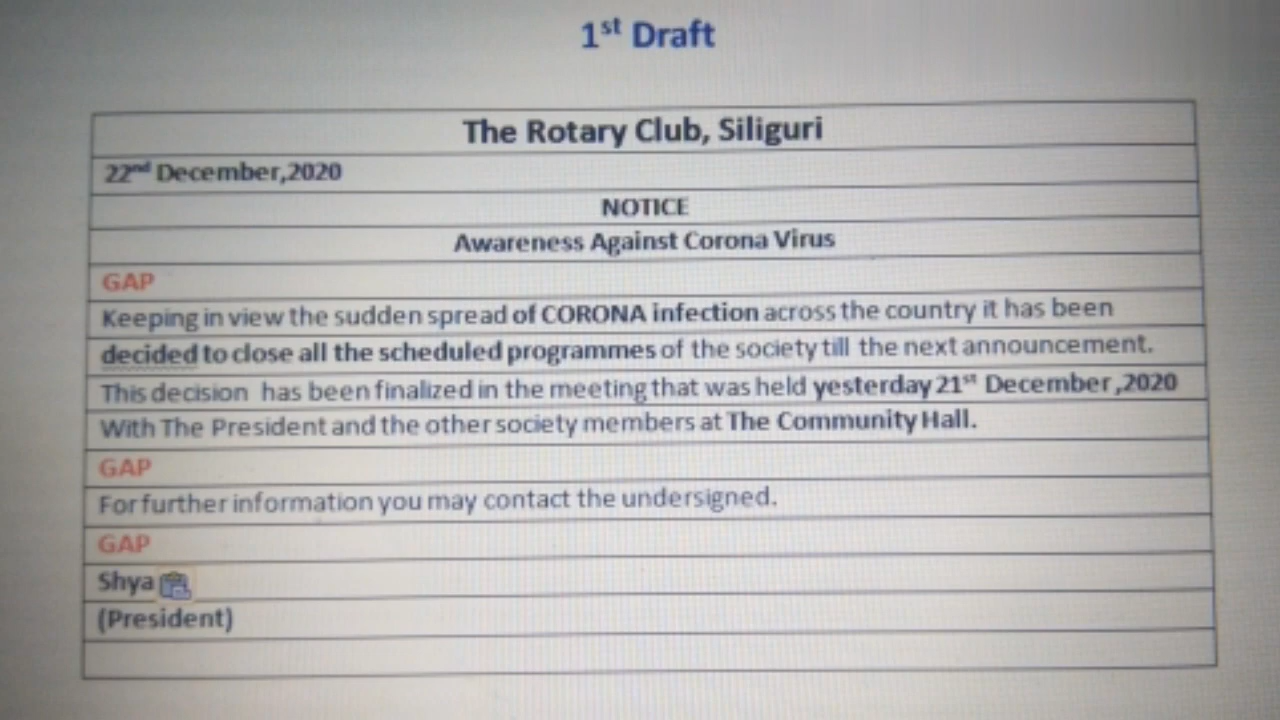 1st Draft
The Rotary Club, Siliguri
22nd December,2020
NOTICE
Awareness Against Corona Virus
GAP
Keeping in view the sudden spread of CORONA infection across the country it has been
decided to close all the scheduled programmes of the society till the next announcement.
This decision has been finalized in the meeting that was held yesterday 21st December ,2020
With The President and the other society members at The Community Hall.
GAP
For further information you may contact the undersigned.
GAP
Shya
(President)